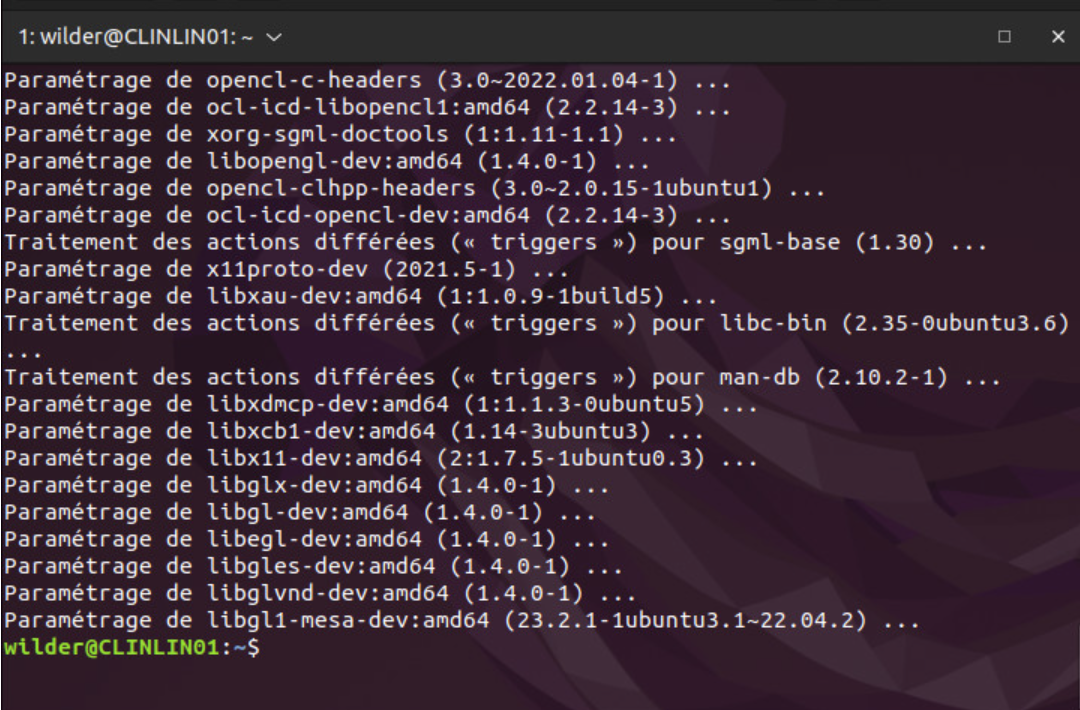 1: wilder@CLINLIN01: ~
Paramétrage de opencl-c-headers (3.0~2022.01.04-1) ...
Paramétrage de ocl-icd-libopencl1:amd64 (2.2.14-3) ...
Paramétrage de xorg-sgml-doctools (1:1.11-1.1) ...
Paramétrage de libopengl-dev:amd64 (1.4.0-1) ...
Paramétrage de opencl-clhpp-headers (3.0~2.0.15-1ubuntu1) ...
Paramétrage de ocl-icd-opencl-dev:amd64 (2.2.14-3) ...
Traitement des actions différées (« triggers ») pour sgml-base (1.30) ...
Paramétrage de x11proto-dev (2021.5-1) ...
Paramétrage de libxau-dev:amd64 (1:1.0.9-1build5) ...
Traitement des actions différées (« triggers ») pour libc-bin (2.35-0ubuntu3.6)
...
Traitement des actions différées (« triggers ») pour man-db (2.10.2-1) ...
Paramétrage de libxdmcp-dev:amd64 (1:1.1.3-0ubuntu5) ...
Paramétrage de libxcb1-dev:amd64 (1.14-3ubuntu3) ...
Paramétrage de libx11-dev:amd64 (2:1.7.5-1ubuntu0.3) ...
Paramétrage de libglx-dev:amd64 (1.4.0-1) ...
Paramétrage de libgl-dev:amd64 (1.4.0-1) ...
Paramétrage de libegl-dev:amd64 (1.4.0-1) ...
Paramétrage de libgles-dev:amd64 (1.4.0-1) ...
Paramétrage de libglvnd-dev:amd64 (1.4.0-1) ...
Paramétrage de libgl1-mesa-dev:amd64 (23.2.1-1ubuntu3.1~22.04.2) ...
wilder@CLINLIN01:~$